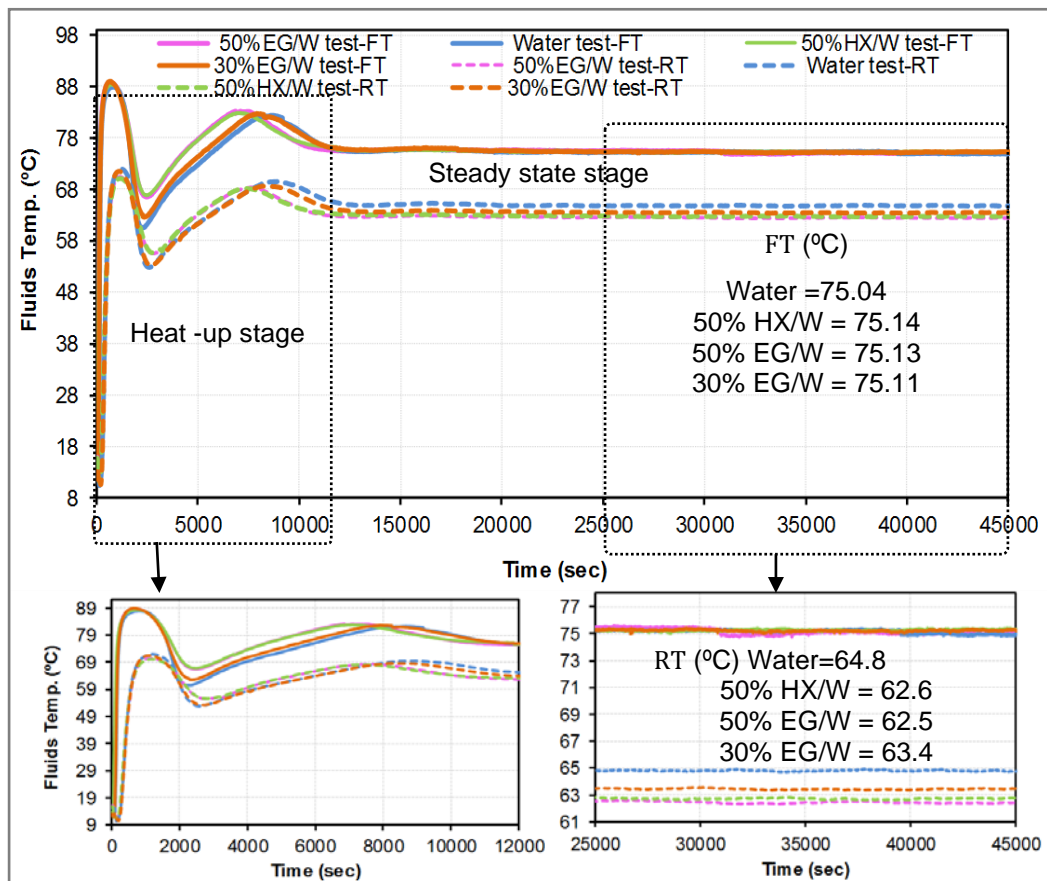 50%EG/W test-FT Water test-FT 50%HX/W test-FT
30%EG/W test-FT 50%EG/W test-RT Water test-RT
50%HX/W test-RT 30%EG/W test-RT
98
88
78
68
58
48
38
28
18
8
Fluids Temp. (ºC)
Steady state stage
Heat -up stage
FT (ºC)
Water =75.04
50% HX/W = 75.14
50% EG/W = 75.13
30% EG/W = 75.11
0 5000 10000 15000 20000 25000 30000 35000 40000 45000
Time (sec)
89
79
69
59
49
39
29
19
9
Fluids Temp. (ºC)
0 2000 4000 6000 8000 10000 12000
Time (sec)
77
75
73
71
69
67
65
63
61
RT (ºC) Water=64.8
50% HX/W = 62.6
50% EG/W = 62.5
30% EG/W = 63.4
25000 30000 35000 40000 45000
Time (sec)